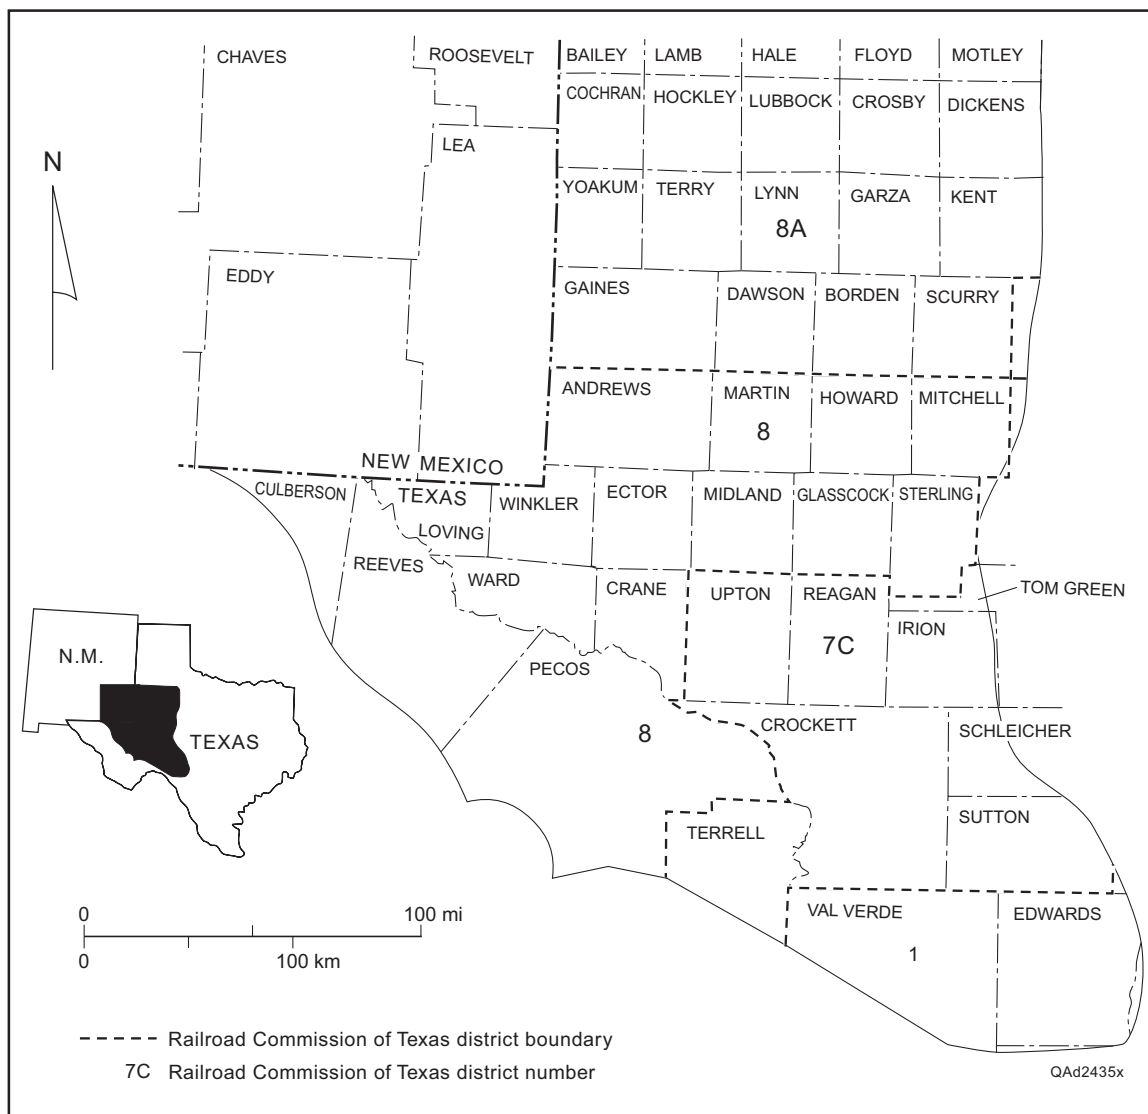 CHAVES
ROOSEVELT
BAILEY
LAMB
HALE
FLOYD
MOTLEY
COCHRAN
HOCKLEY
LUBBOCK
CROSBY
DICKENS
LEA
N
YOAKUM
TERRY
LYNN
GARZA
KENT
8A
EDDY
GAINES
DAWSON
BORDEN
SCURRY
ANDREWS
MARTIN
HOWARD
MITCHELL
8
NEW MEXICO
TEXAS
CULBERSON
WINKLER
ECTOR
MIDLAND
GLASSCOCK
STERLING
LOVING
REEVES
WARD
CRANE
UPTON
REAGAN
TOM GREEN
IRION
7C
N.M.
PECOS
TEXAS
8
CROCKETT
SCHLEICHER
TERRELL
SUTTON
VAL VERDE
EDWARDS
1
0 100 mi
0 100 km
Railroad Commission of Texas district boundary
7C Railroad Commission of Texas district number
QAd2435x